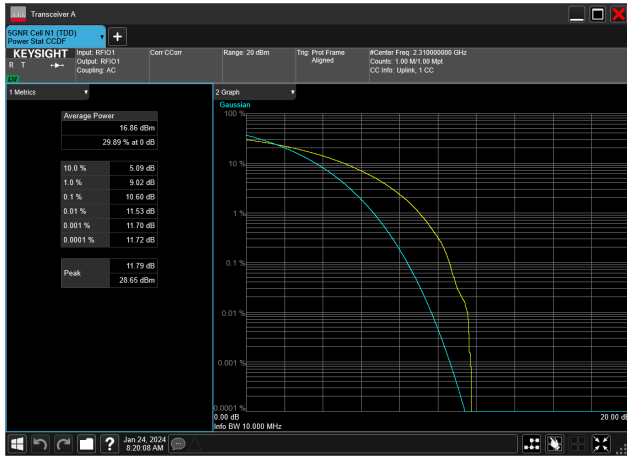 Transceiver A
5GNR Cell N1 (TDD)
Power Stat CCDF
KEYSIGHT
R T
LXI
Input: RFIO1
Output: RFIO1
Coupling: AC
Corr CCorr
Range: 20 dBm
Trig: Prot Frame
Aligned
#Center Freq: 2.310000000 GHz
Counts: 1.00 M/1.00 Mpt
CC Info: Uplink, 1 CC
1 Metrics
Average Power
16.86 dBm
29.89 % at 0 dB
10.0 % 5.09 dB
1.0 % 9.02 dB
0.1 % 10.60 dB
0.01 % 11.53 dB
0.001 % 11.70 dB
0.0001 % 11.72 dB
Peak 11.79 dB
28.65 dBm
2 Graph
Gaussian
100 %
10 %
1 %
0.1 %
0.01 %
0.001 %
0.0001 %
0.00 dB 20.00 dB
Info BW 10.000 MHz
Jan 24, 2024
8:20:08 AM